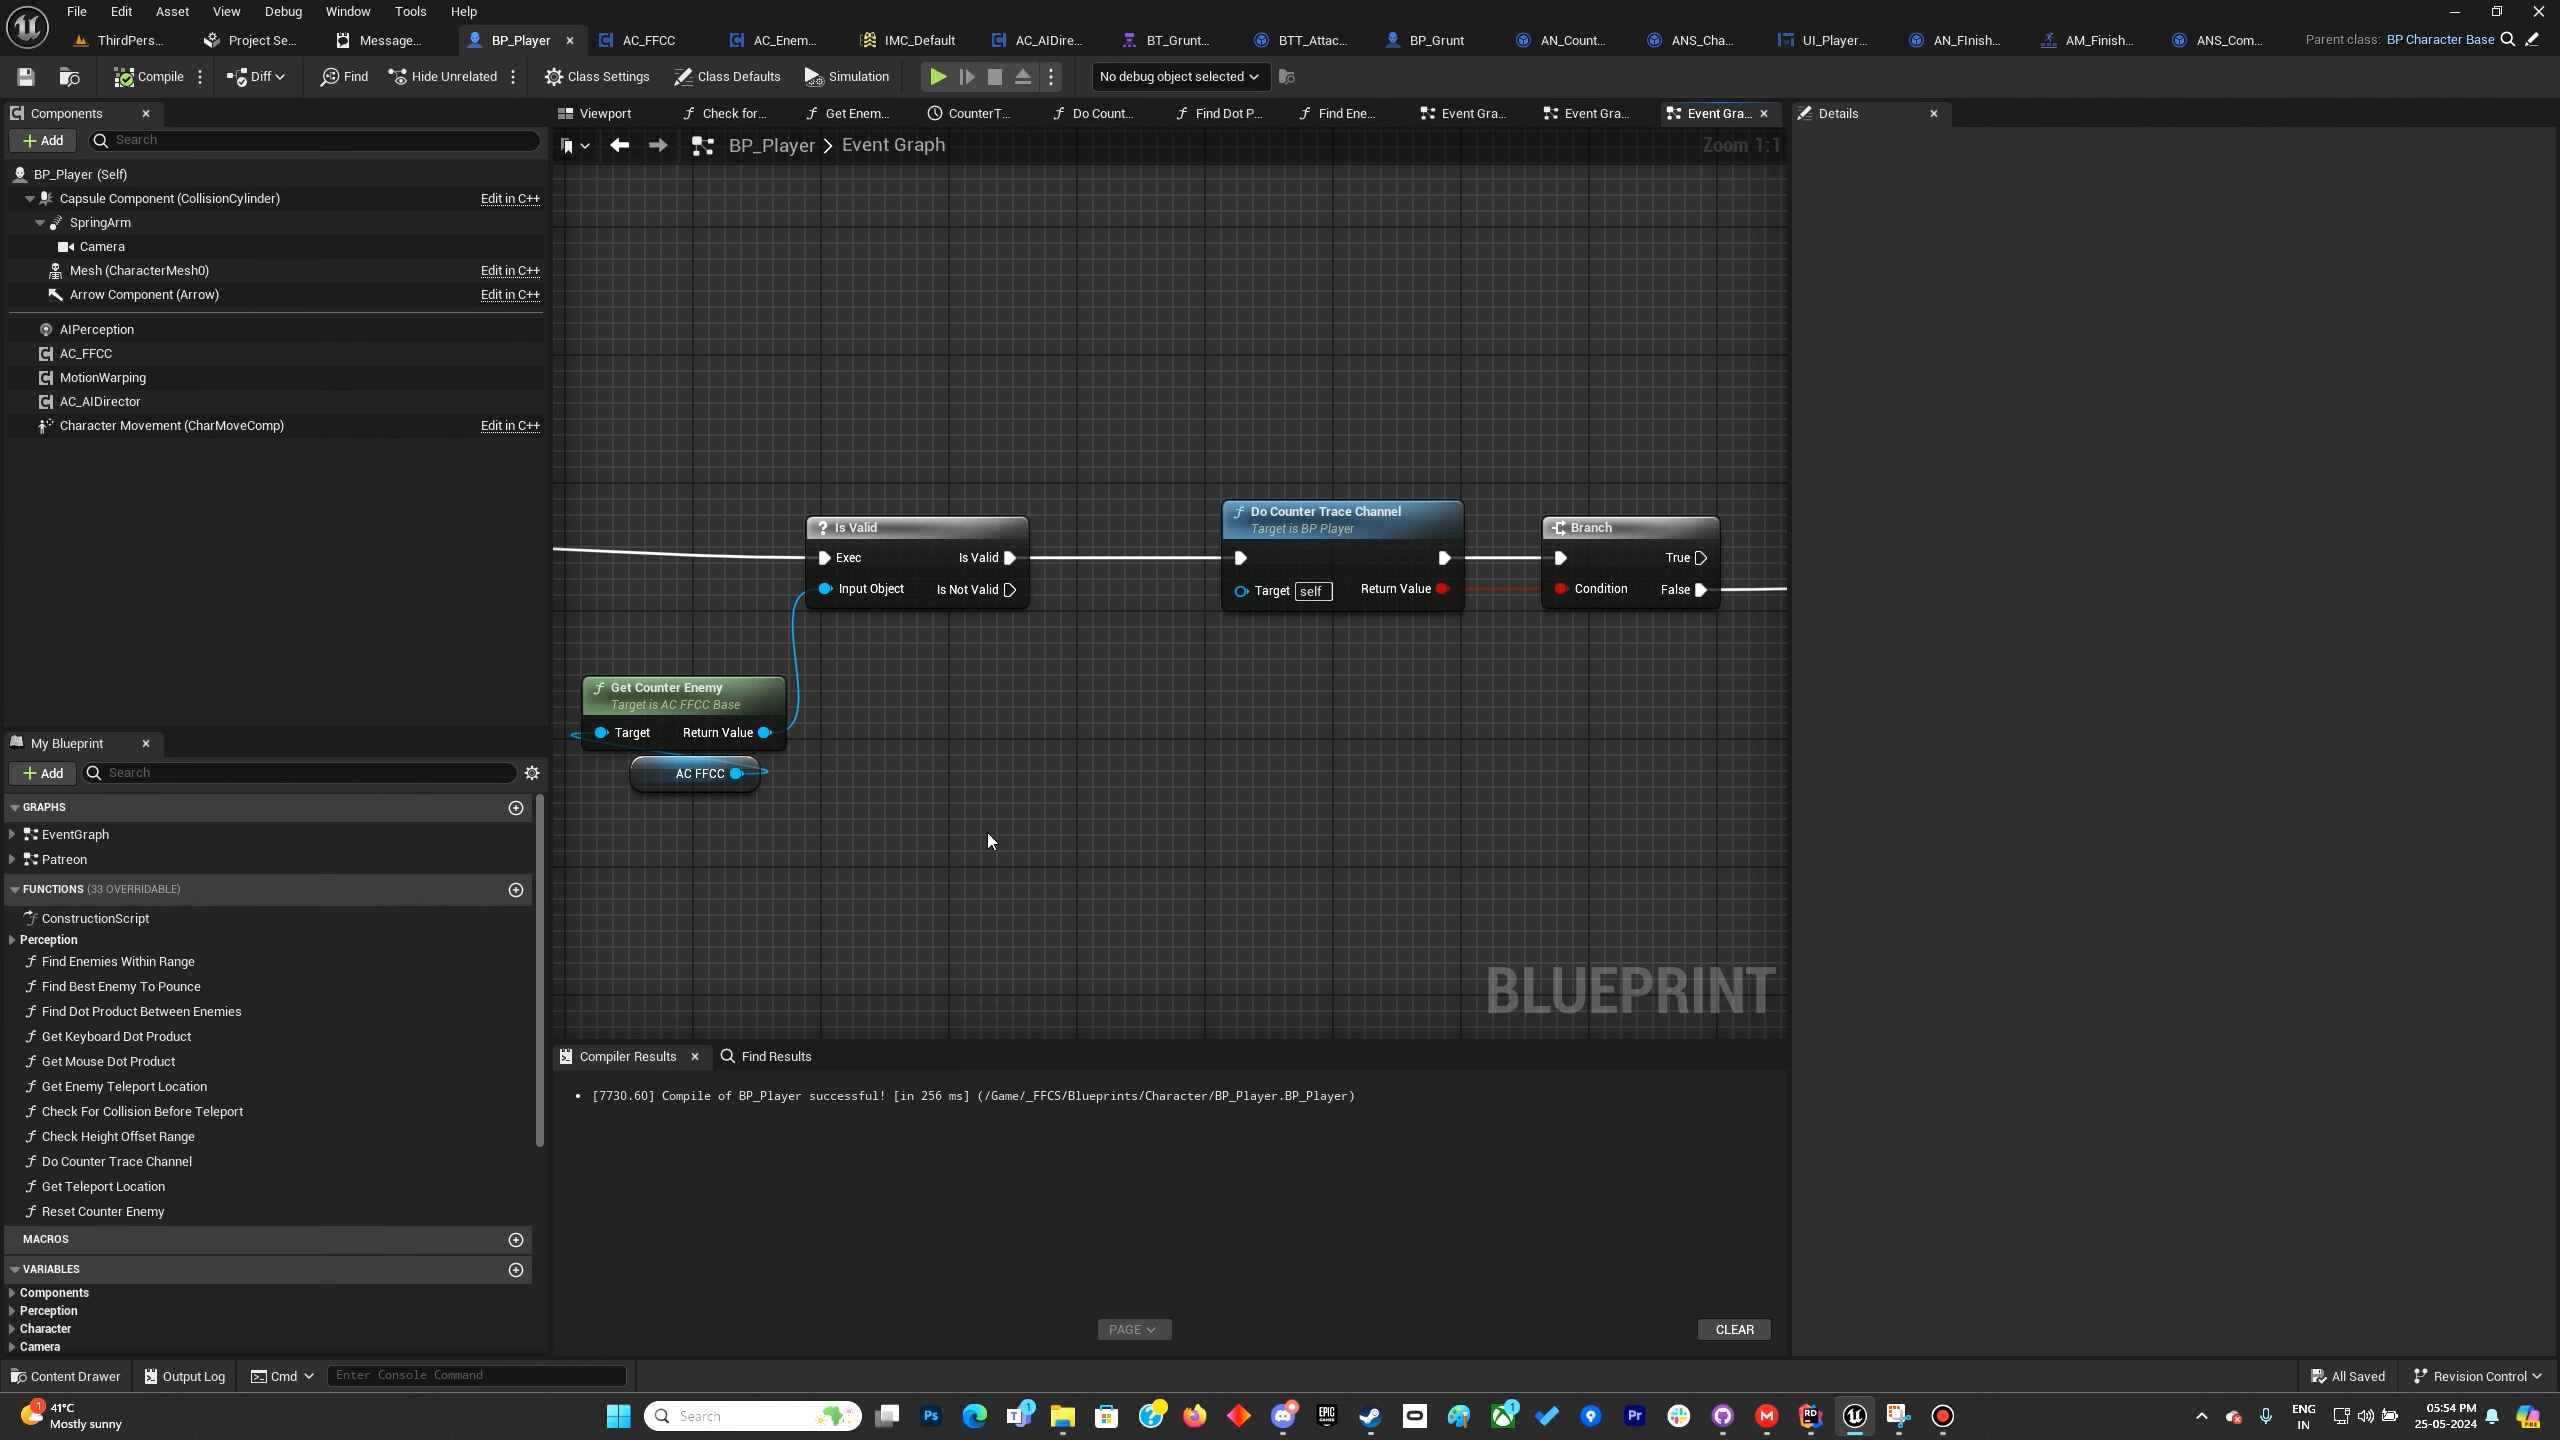 File Edit Asset View Debug Window Tools Help
ThirdPers... Project Se... Message... BP_Player AC_FFCC AC_Enem... IMC_Default AC_AIDire... BT_Grunt... BTT_Attac... BP_Grunt AN_Count... ANS_Cha... UI_Player... AN_FInish... AM_Finish... ANS_Com... Parent class: BP Character Base
Compile Diff Find Hide Unrelated Class Settings Class Defaults Simulation No debug object selected
Components
Viewport Check for... Get Enem... CounterT... Do Count... Find Dot P... Find Ene... Event Gra... Event Gra... Event Gra... Details
Add Search
BP_Player > Event Graph Zoom 1:1
BP_Player (Self)
Capsule Component (CollisionCylinder) Edit in C++
SpringArm
Camera
Mesh (CharacterMesh0) Edit in C++
Arrow Component (Arrow) Edit in C++
AIPerception
AC_FFCC
MotionWarping
AC_AIDirector
Character Movement (CharMoveComp) Edit in C++
Is Valid
Exec Is Valid
Input Object Is Not Valid
Do Counter Trace Channel
Target is BP Player
Target self Return Value
Branch
True
Condition False
Get Counter Enemy
Target is AC FFCC Base
Target Return Value
AC FFCC
BLUEPRINT
My Blueprint
Add Search
GRAPHS
EventGraph
Patreon
FUNCTIONS (33 OVERRIDABLE)
ConstructionScript
Perception
Find Enemies Within Range
Find Best Enemy To Pounce
Find Dot Product Between Enemies
Get Keyboard Dot Product
Get Mouse Dot Product
Get Enemy Teleport Location
Check For Collision Before Teleport
Check Height Offset Range
Do Counter Trace Channel
Get Teleport Location
Reset Counter Enemy
MACROS
VARIABLES
Components
Perception
Character
Camera
Compiler Results Find Results
[7730.60] Compile of BP_Player successful! [in 256 ms] (/Game/_FFCS/Blueprints/Character/BP_Player.BP_Player)
PAGE CLEAR
Content Drawer Output Log Cmd Enter Console Command All Saved Revision Control
1 41°C
Mostly sunny
Search
Ps
1
EPIC GAMES
1
Pr
M
RD
ENG
IN
05:54 PM
25-05-2024
PRE